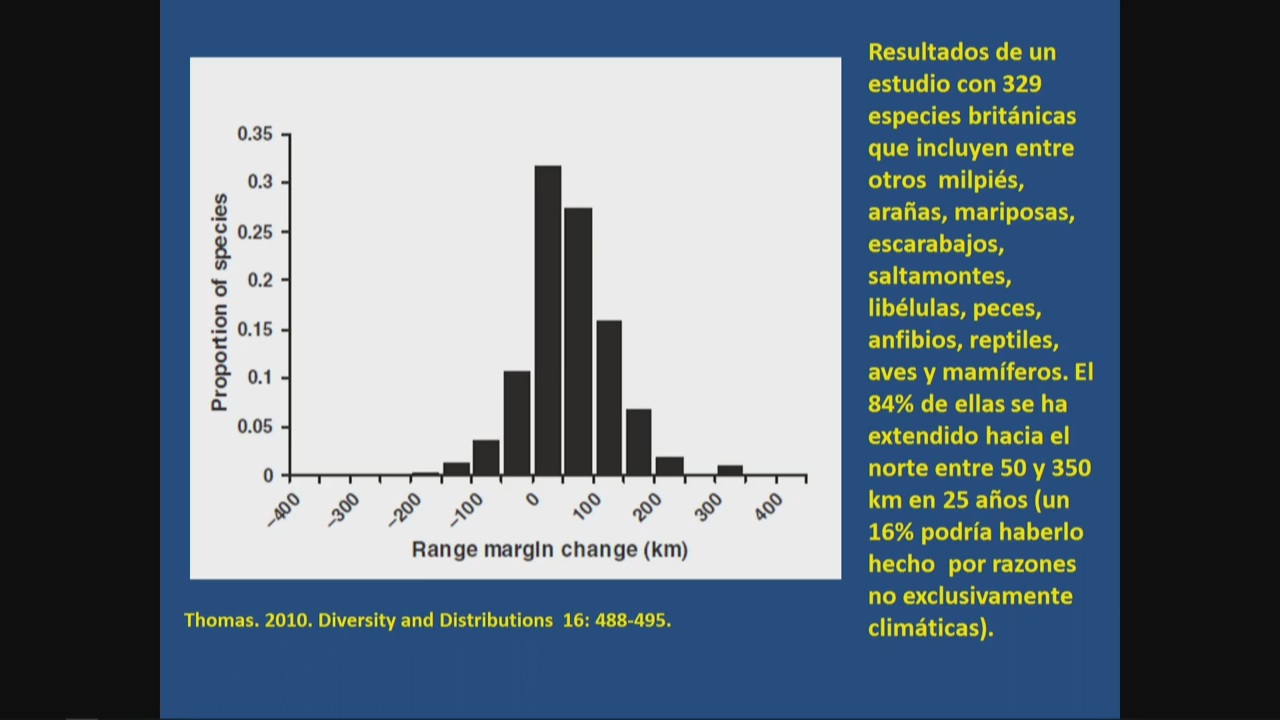 Resultados de un
estudio con 329
especies británicas
que incluyen entre
otros milpiés,
arañas, mariposas,
escarabajos,
saltamontes,
libélulas, peces,
anfibios, reptiles,
aves y mamíferos. El
84% de ellas se ha
extendido hacia el
norte entre 50 y 350
km en 25 años (un
16% podría haberlo
hecho por razones
no exclusivamente
climáticas).
Proportion of species
0.35
0.3
0.25
0.2
0.15
0.1
0.05
0
-400
-300
-200
-100
0
100
200
300
400
Range margin change (km)
Thomas. 2010. Diversity and Distributions 16: 488-495.